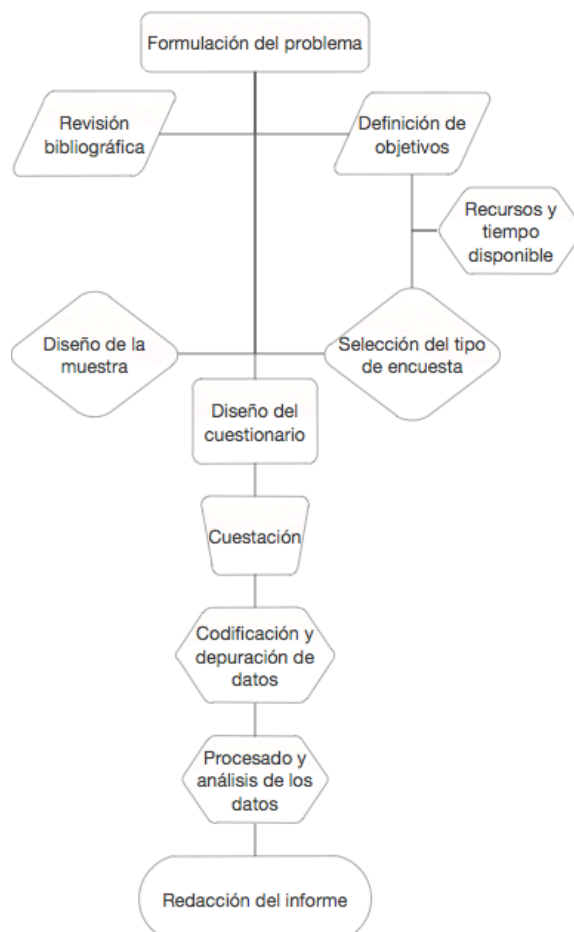 Formulación del problema
Revisión
bibliográfica
Definición de
objetivos
Recursos y
tiempo
disponible
Diseño de la
muestra
Selección del tipo
de encuesta
Diseño del
cuestionario
Cuestación
Codificación y
depuración de
datos
Procesado y
análisis de los
datos
Redacción del informe